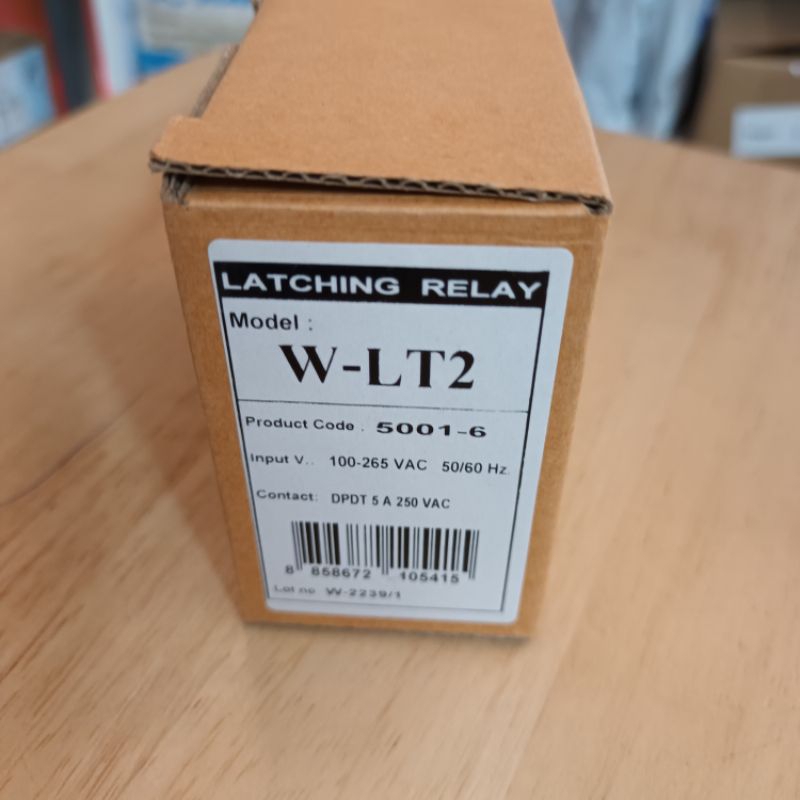 LATCHING RELAY
Model :
W-LT2
Product Code : 5001-6
Input V.: 100-265 VAC 50/60 Hz.
Contact: DPDT 5 A 250 VAC
8 858672 105415
Lot no W-2239/1